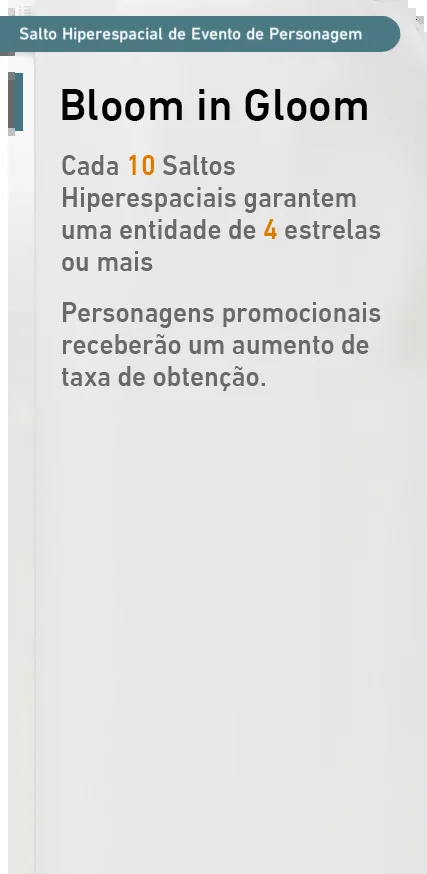 Salto Hiperespacial de Evento de Personagem
Bloom in Gloom
Cada 10 Saltos
Hiperespaciais garantem
uma entidade de 4 estrelas
ou mais
Personagens promocionais
receberão um aumento de
taxa de obtenção.